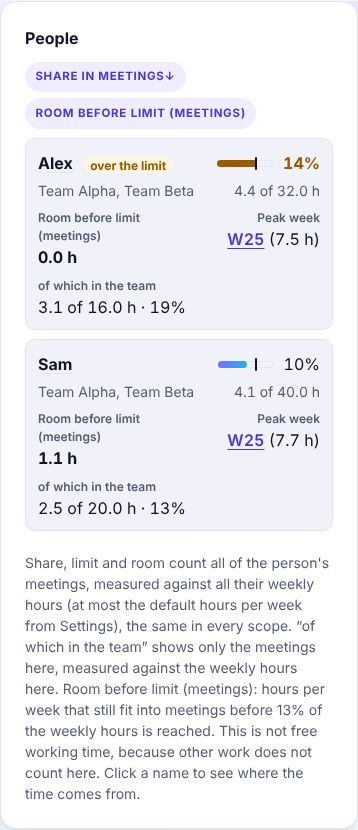 People
SHARE IN MEETINGS↓
ROOM BEFORE LIMIT (MEETINGS)
Alex over the limit 14%
Team Alpha, Team Beta 4.4 of 32.0 h
Room before limit Peak week
(meetings) W25 (7.5 h)
0.0 h
of which in the team
3.1 of 16.0 h · 19%
Sam 10%
Team Alpha, Team Beta 4.1 of 40.0 h
Room before limit Peak week
(meetings) W25 (7.7 h)
1.1 h
of which in the team
2.5 of 20.0 h · 13%
Share, limit and room count all of the person's
meetings, measured against all their weekly
hours (at most the default hours per week
from Settings), the same in every scope. “of
which in the team” shows only the meetings
here, measured against the weekly hours
here. Room before limit (meetings): hours per
week that still fit into meetings before 13% of
the weekly hours is reached. This is not free
working time, because other work does not
count here. Click a name to see where the
time comes from.